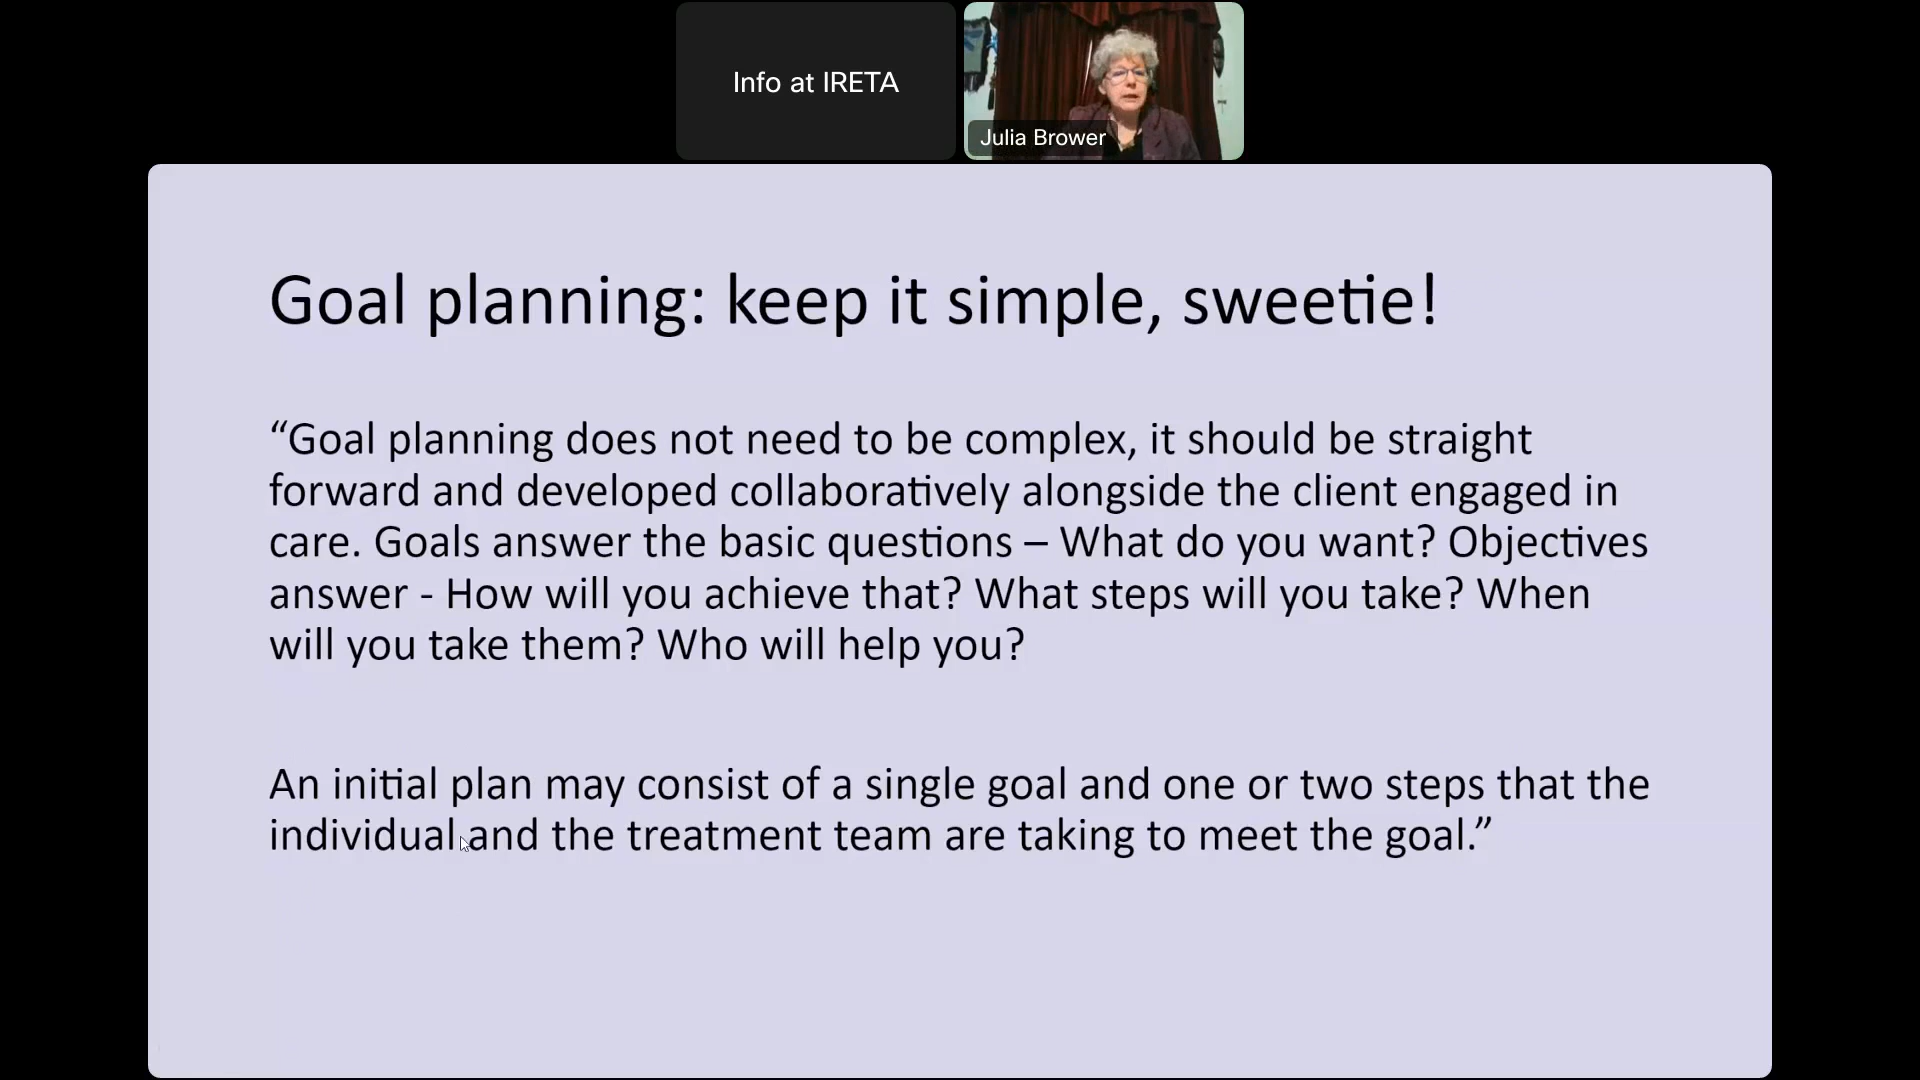 Info at IRETA
Julia Brower
Goal planning: keep it simple, sweetie!
“Goal planning does not need to be complex, it should be straight
forward and developed collaboratively alongside the client engaged in
care. Goals answer the basic questions – What do you want? Objectives
answer - How will you achieve that? What steps will you take? When
will you take them? Who will help you?
An initial plan may consist of a single goal and one or two steps that the
individual and the treatment team are taking to meet the goal.”